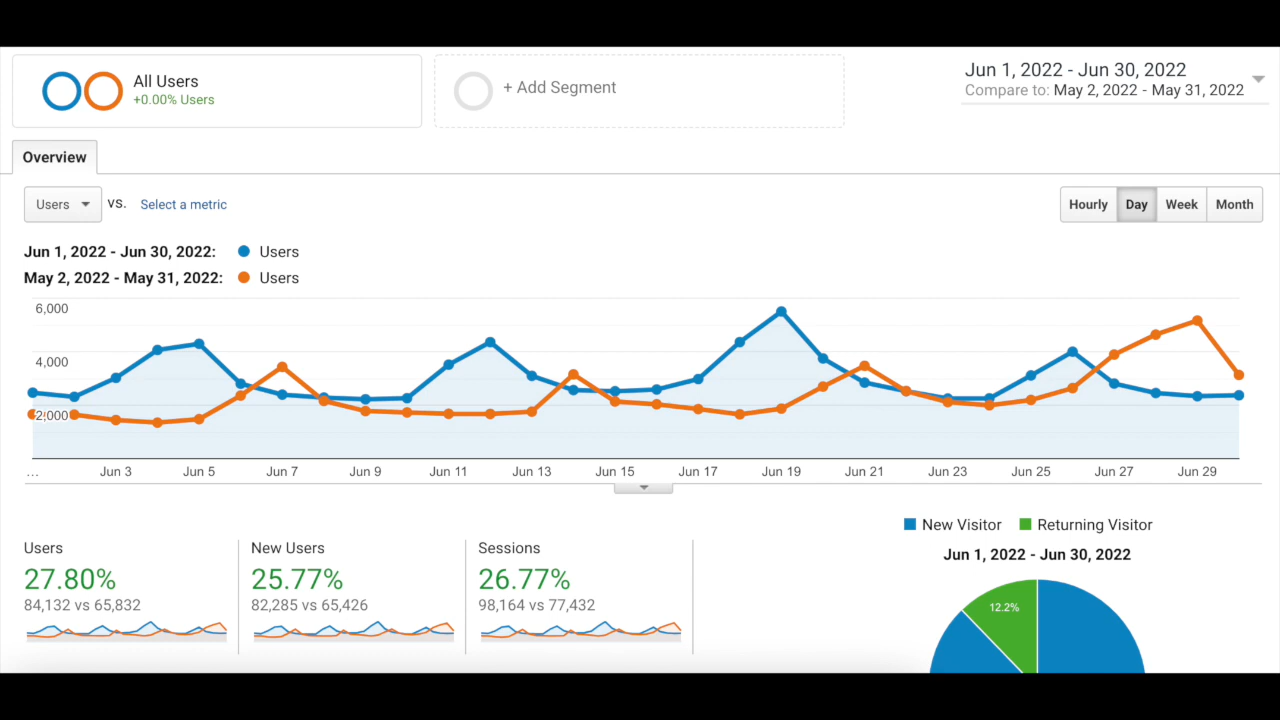 All Users
+0.00% Users
+ Add Segment
Jun 1, 2022 - Jun 30, 2022
Compare to: May 2, 2022 - May 31, 2022
Overview
Users vs. Select a metric
Hourly Day Week Month
Jun 1, 2022 - Jun 30, 2022: Users
May 2, 2022 - May 31, 2022: Users
6,000
4,000
2,000
... Jun 3 Jun 5 Jun 7 Jun 9 Jun 11 Jun 13 Jun 15 Jun 17 Jun 19 Jun 21 Jun 23 Jun 25 Jun 27 Jun 29
Users
27.80%
84,132 vs 65,832
New Users
25.77%
82,285 vs 65,426
Sessions
26.77%
98,164 vs 77,432
New Visitor Returning Visitor
Jun 1, 2022 - Jun 30, 2022
12.2%